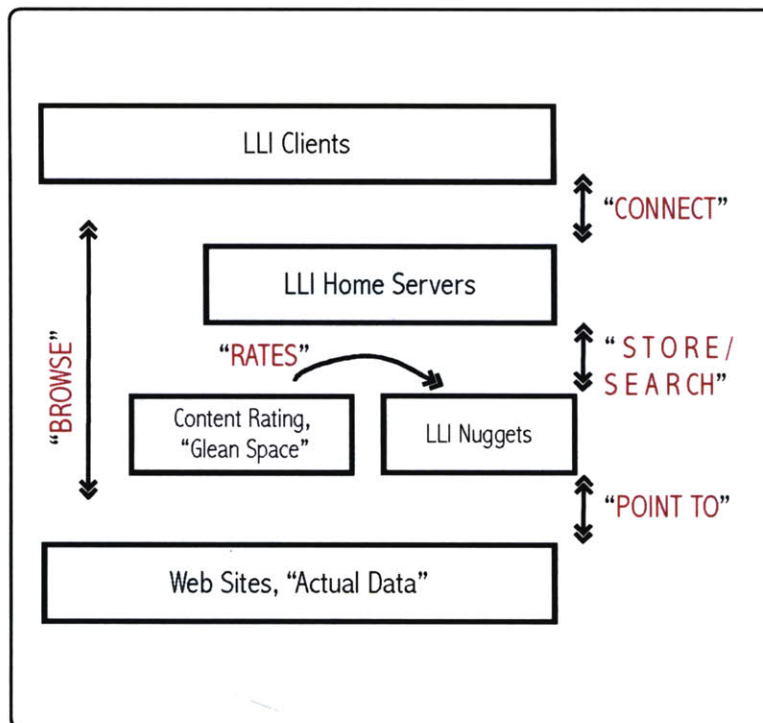 LLI Clients
“CONNECT”
LLI Home Servers
“RATES”
“ STORE/
SEARCH”
“BROWSE”
Content Rating,
“Glean Space”
LLI Nuggets
“POINT TO”
Web Sites, “Actual Data”